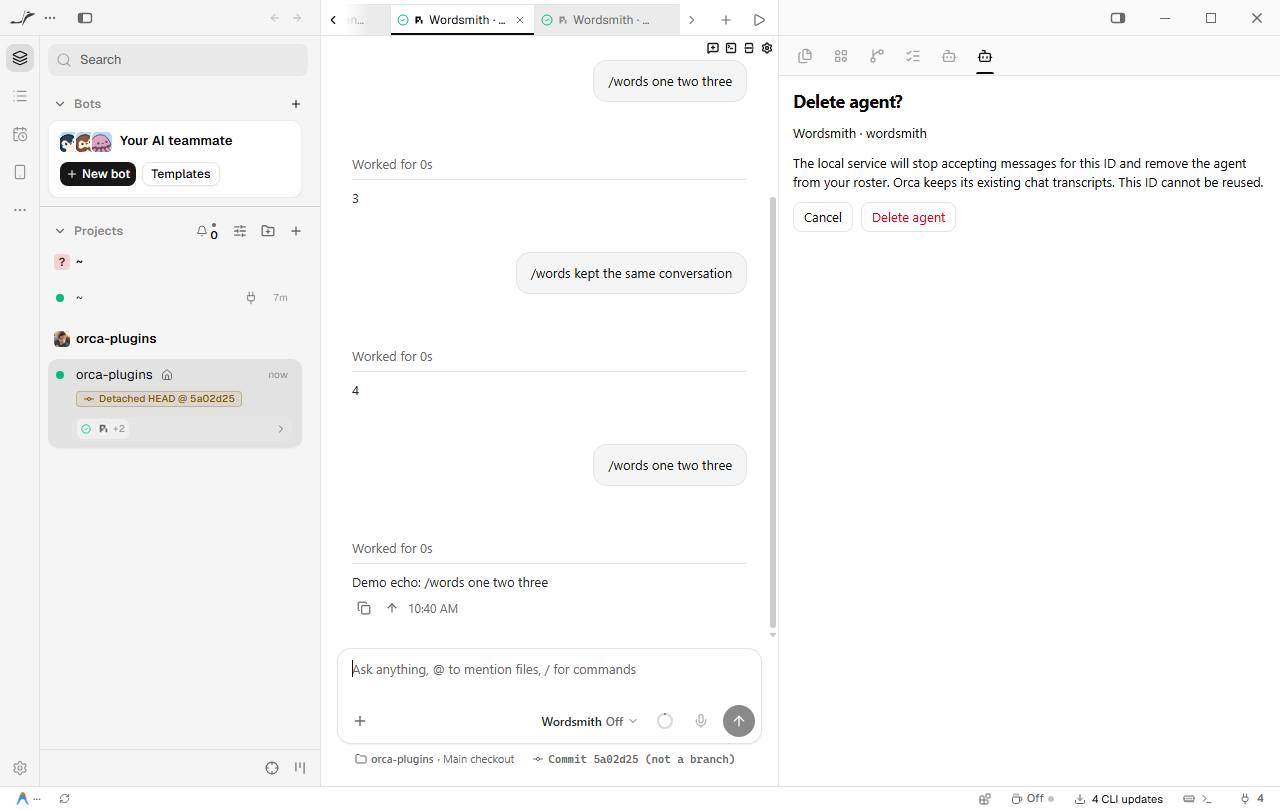 Search
Bots
Your AI teammate
+ New bot
Templates
Projects
0
? ~
~
7m
orca-plugins
orca-plugins
now
Detached HEAD @ 5a02d25
+2
Wordsmith · ...
Wordsmith · ...
/words one two three
Worked for 0s
3
/words kept the same conversation
Worked for 0s
4
/words one two three
Worked for 0s
Demo echo: /words one two three
10:40 AM
Ask anything, @ to mention files, / for commands
Wordsmith Off
orca-plugins · Main checkout
Commit 5a02d25 (not a branch)
Delete agent?
Wordsmith · wordsmith
The local service will stop accepting messages for this ID and remove the agent
from your roster. Orca keeps its existing chat transcripts. This ID cannot be reused.
Cancel
Delete agent
Off
4 CLI updates
4